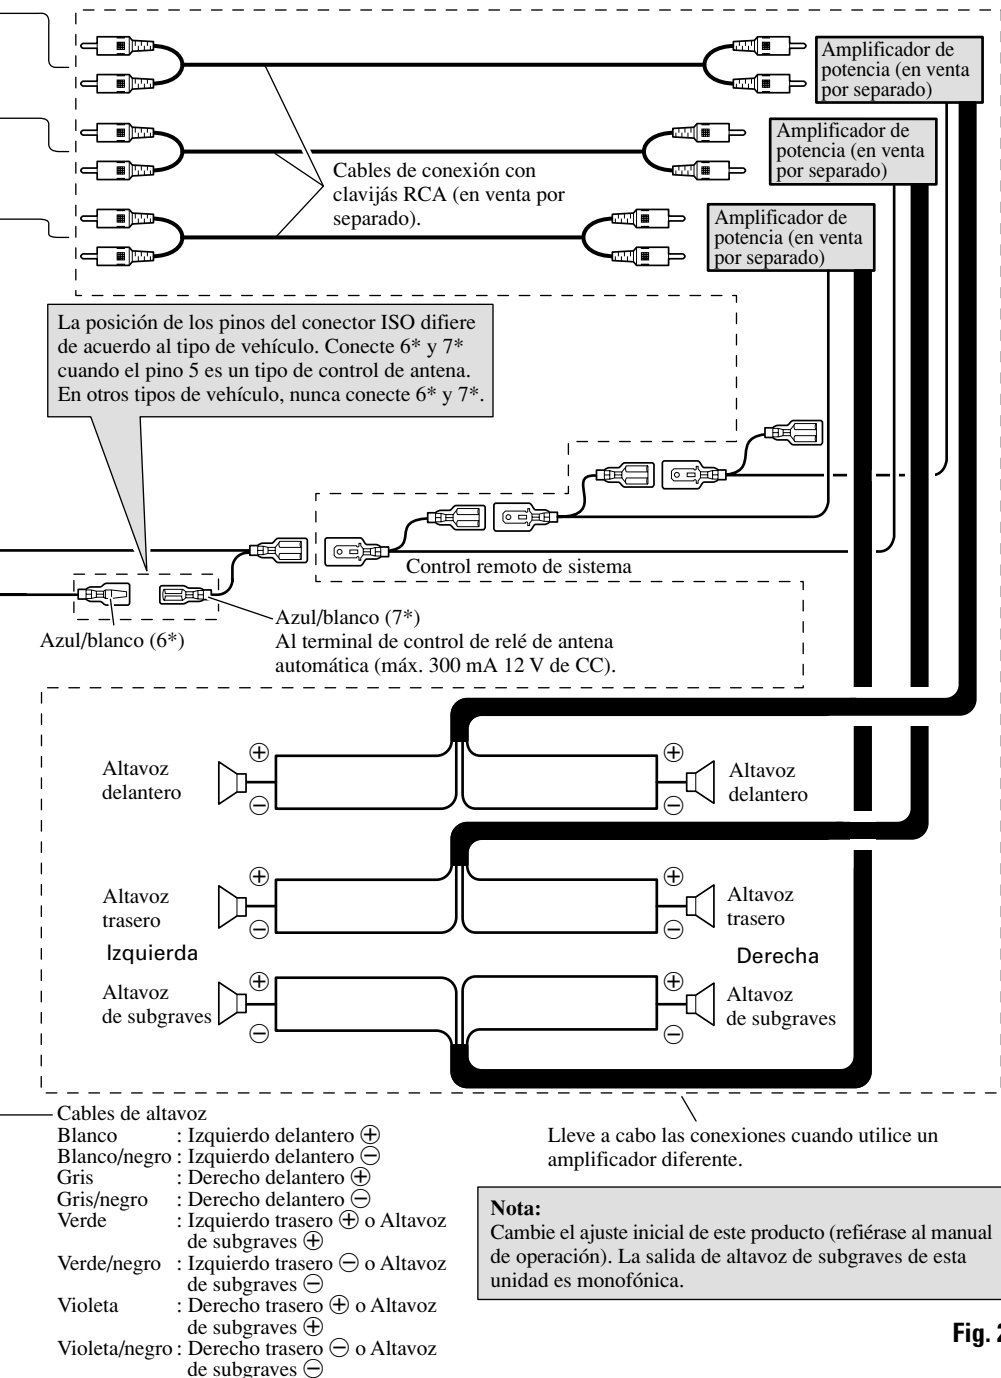 Amplificador de
potencia (en venta
por separado)
Amplificador de
potencia (en venta
por separado)
Cables de conexión con
clavijás RCA (en venta por
separado).
Amplificador de
potencia (en venta
por separado)
La posición de los pinos del conector ISO difiere
de acuerdo al tipo de vehículo. Conecte 6* y 7*
cuando el pino 5 es un tipo de control de antena.
En otros tipos de vehículo, nunca conecte 6* y 7*.
Control remoto de sistema
Azul/blanco (6*)
Azul/blanco (7*)
Al terminal de control de relé de antena
automática (máx. 300 mA 12 V de CC).
Altavoz
delantero
⊕
⊖
⊕
⊖
Altavoz
delantero
Altavoz
trasero
⊕
⊖
⊕
⊖
Altavoz
trasero
Izquierda
Derecha
Altavoz
de subgraves
⊕
⊖
⊕
⊖
Altavoz
de subgraves
Cables de altavoz
Blanco : Izquierdo delantero ⊕
Blanco/negro : Izquierdo delantero ⊖
Gris : Derecho delantero ⊕
Gris/negro : Derecho delantero ⊖
Verde : Izquierdo trasero ⊕ o Altavoz
de subgraves ⊕
Verde/negro : Izquierdo trasero ⊖ o Altavoz
de subgraves ⊖
Violeta : Derecho trasero ⊕ o Altavoz
de subgraves ⊕
Violeta/negro : Derecho trasero ⊖ o Altavoz
de subgraves ⊖
Lleve a cabo las conexiones cuando utilice un
amplificador diferente.
Nota:
Cambie el ajuste inicial de este producto (refiérase al manual
de operación). La salida de altavoz de subgraves de esta
unidad es monofónica.
Fig. 2